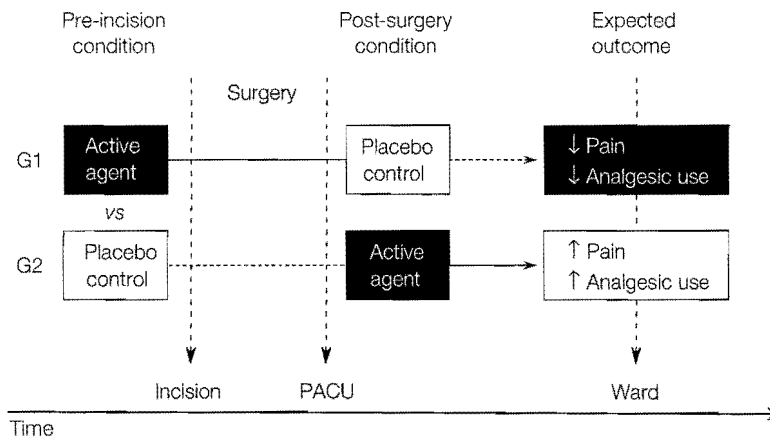 Pre-incision
condition
Post-surgery
condition
Expected
outcome
Surgery
G1
Active
agent
Placebo
control
↓ Pain
↓ Analgesic use
vs
G2
Placebo
control
Active
agent
↑ Pain
↑ Analgesic use
Incision
PACU
Ward
Time